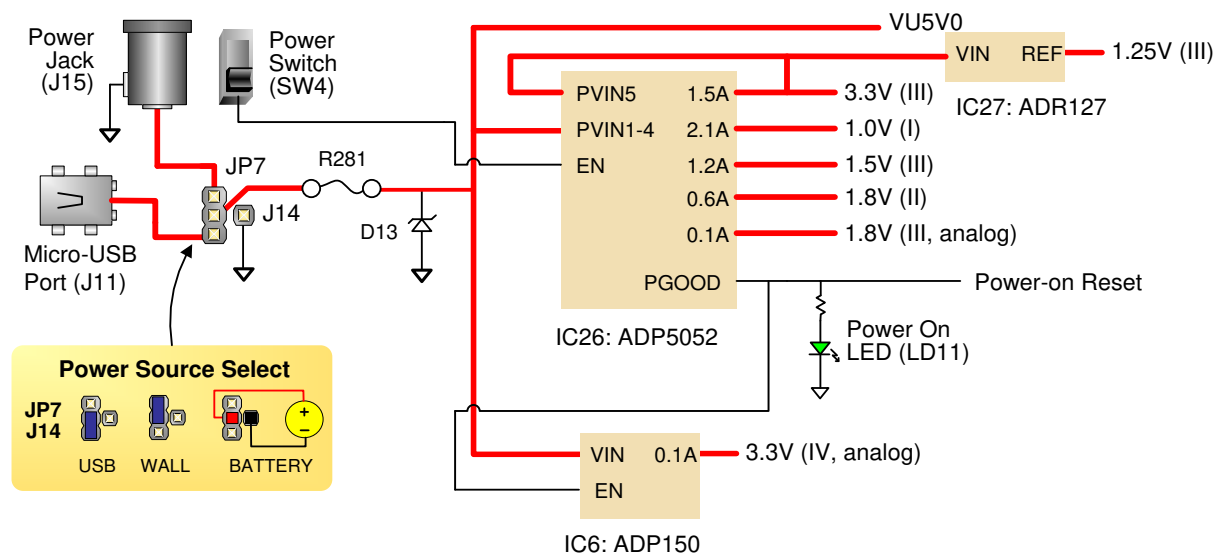 Power
Jack
(J15)
Power
Switch
(SW4)
VU5V0
VIN REF
1.25V (III)
IC27: ADR127
PVIN5 1.5A
3.3V (III)
PVIN1-4 2.1A
1.0V (I)
EN 1.2A
1.5V (III)
0.6A
1.8V (II)
0.1A
1.8V (III, analog)
PGOOD
Power-on Reset
IC26: ADP5052
JP7
R281
J14
D13
Micro-USB
Port (J11)
Power On
LED (LD11)
Power Source Select
JP7
J14
+
−
USB WALL BATTERY
VIN 0.1A
3.3V (IV, analog)
EN
IC6: ADP150